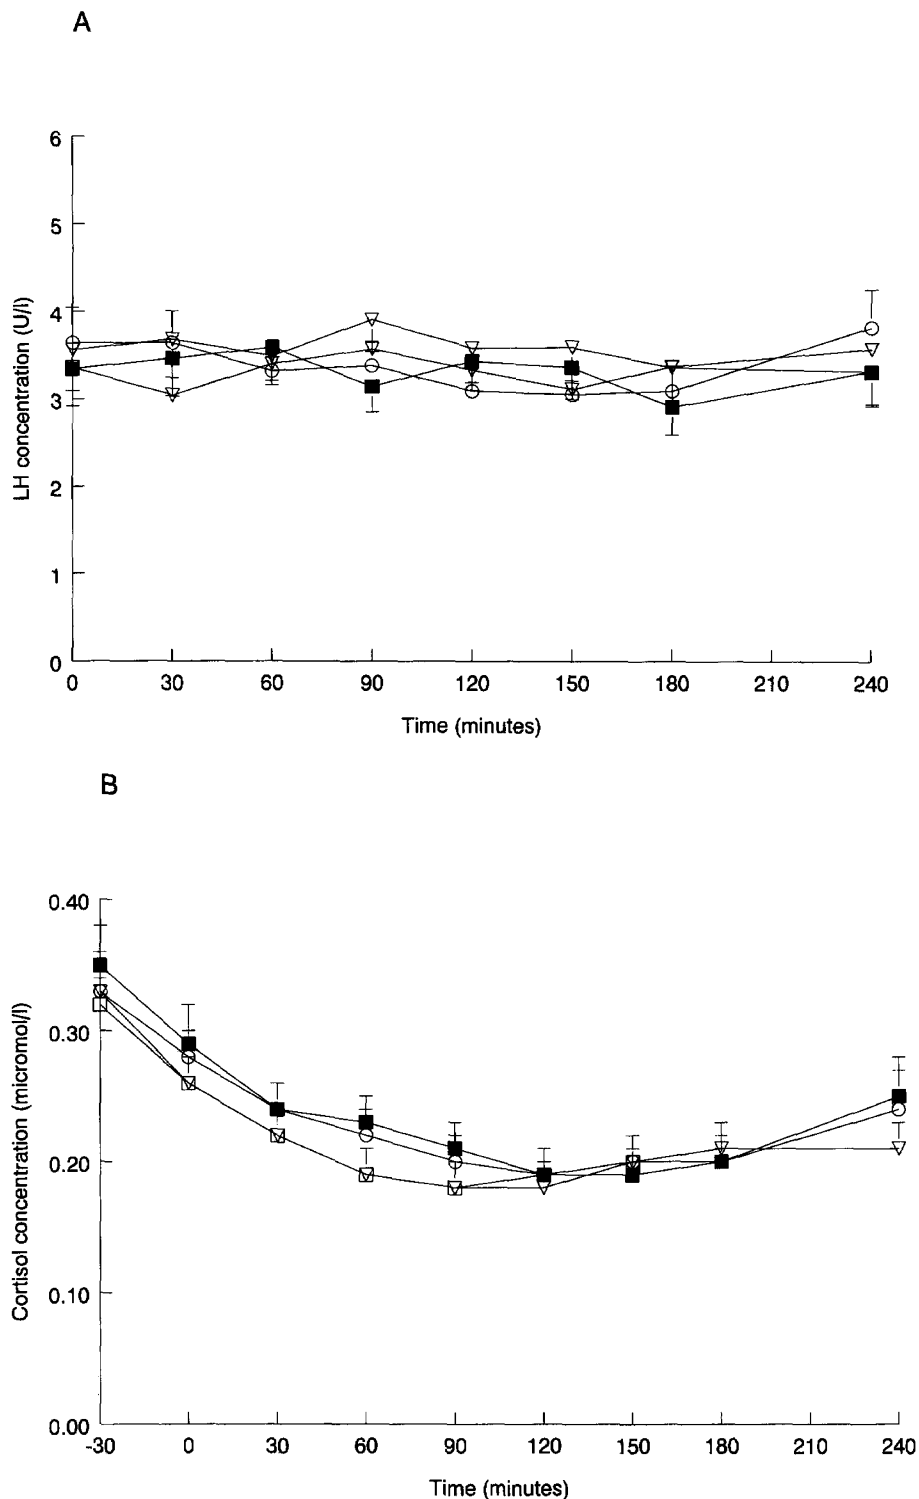 A
6
5
4
3
2
1
0
LH concentration (U/l)
0 30 60 90 120 150 180 210 240
Time (minutes)
B
0.40
0.30
0.20
0.10
0.00
Cortisol concentration (micromol/l)
-30 0 30 60 90 120 150 180 210 240
Time (minutes)